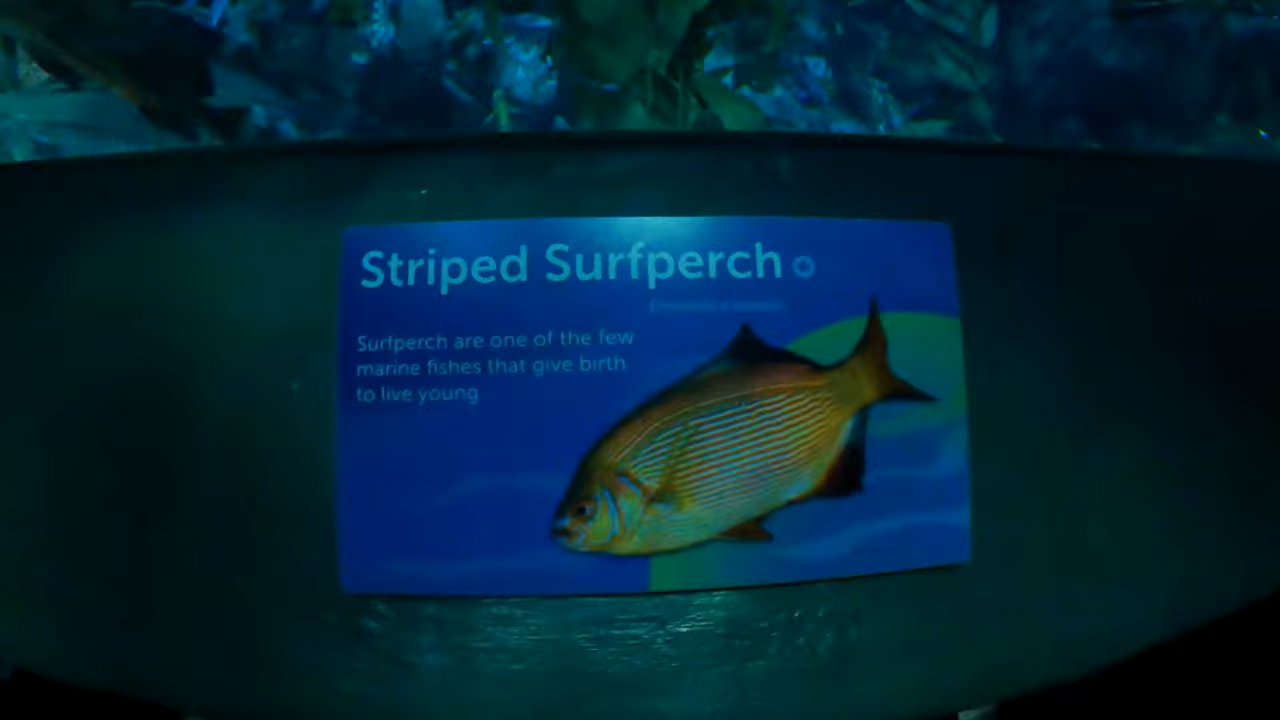 Striped Surfperch
Surfperch are one of the few
marine fishes that give birth
to live young